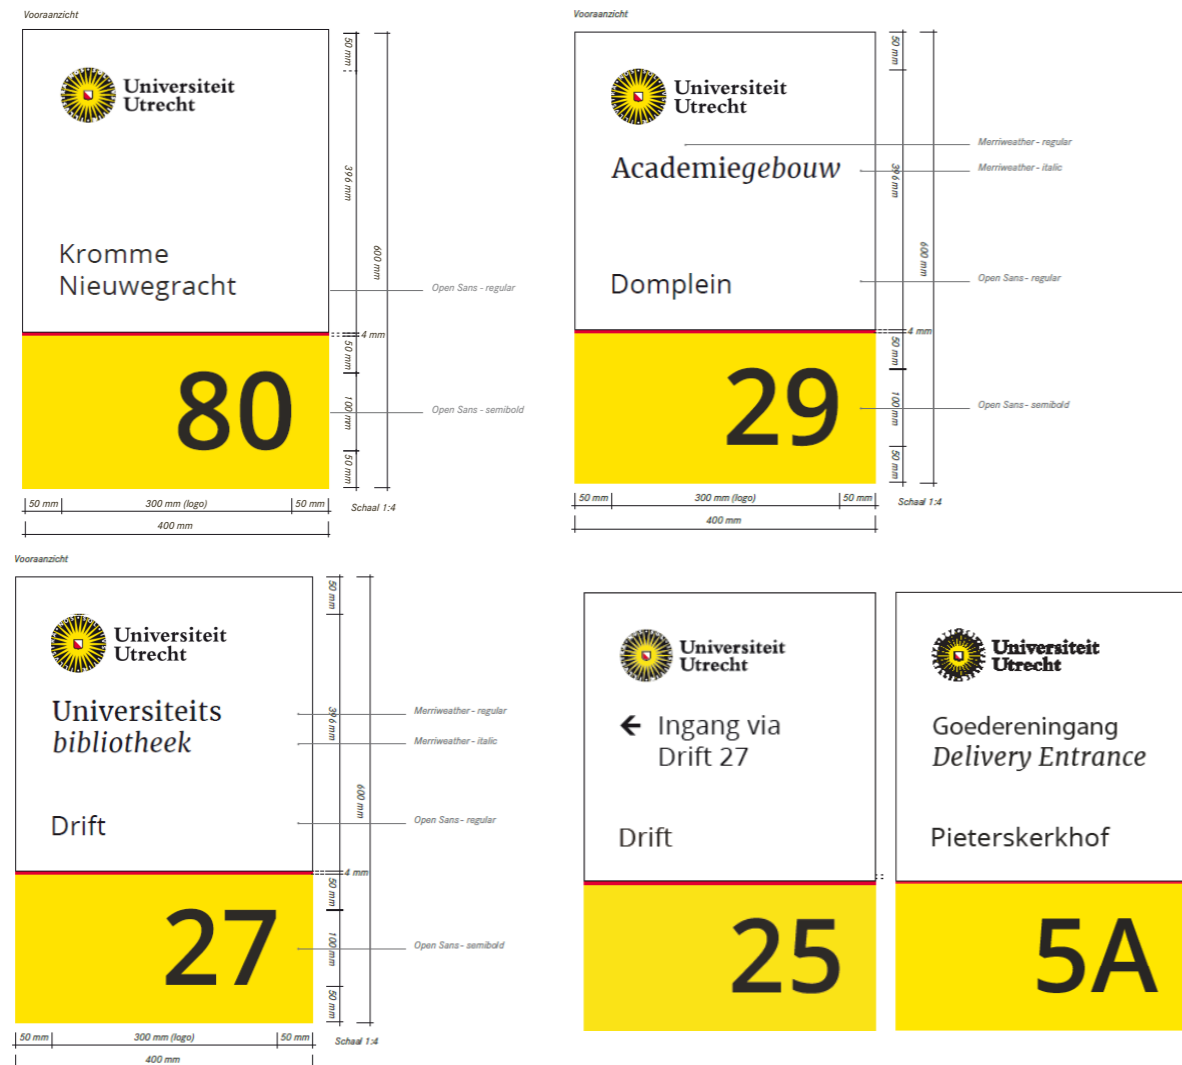 Vooraanzicht
Universiteit
Utrecht
Kromme
Nieuwegracht
80
50 mm
396 mm
600 mm
Open Sans - regular
4 mm
50 mm
100 mm
Open Sans - semibold
50 mm
50 mm
300 mm (logo)
50 mm
Schaal 1:4
400 mm
Vooraanzicht
Universiteit
Utrecht
Academiegebouw
Domplein
29
50 mm
Merriweather - regular
396 mm
Merriweather - italic
600 mm
Open Sans - regular
4 mm
50 mm
100 mm
Open Sans - semibold
50 mm
50 mm
300 mm (logo)
50 mm
Schaal 1:4
400 mm
Vooraanzicht
Universiteit
Utrecht
Universiteits
bibliotheek
Drift
27
50 mm
Merriweather - regular
396 mm
Merriweather - italic
600 mm
Open Sans - regular
4 mm
50 mm
100 mm
Open Sans - semibold
50 mm
50 mm
300 mm (logo)
50 mm
Schaal 1:4
400 mm
Universiteit
Utrecht
← Ingang via
Drift 27
Drift
25
Universiteit
Utrecht
Goedereningang
Delivery Entrance
Pieterskerkhof
5A